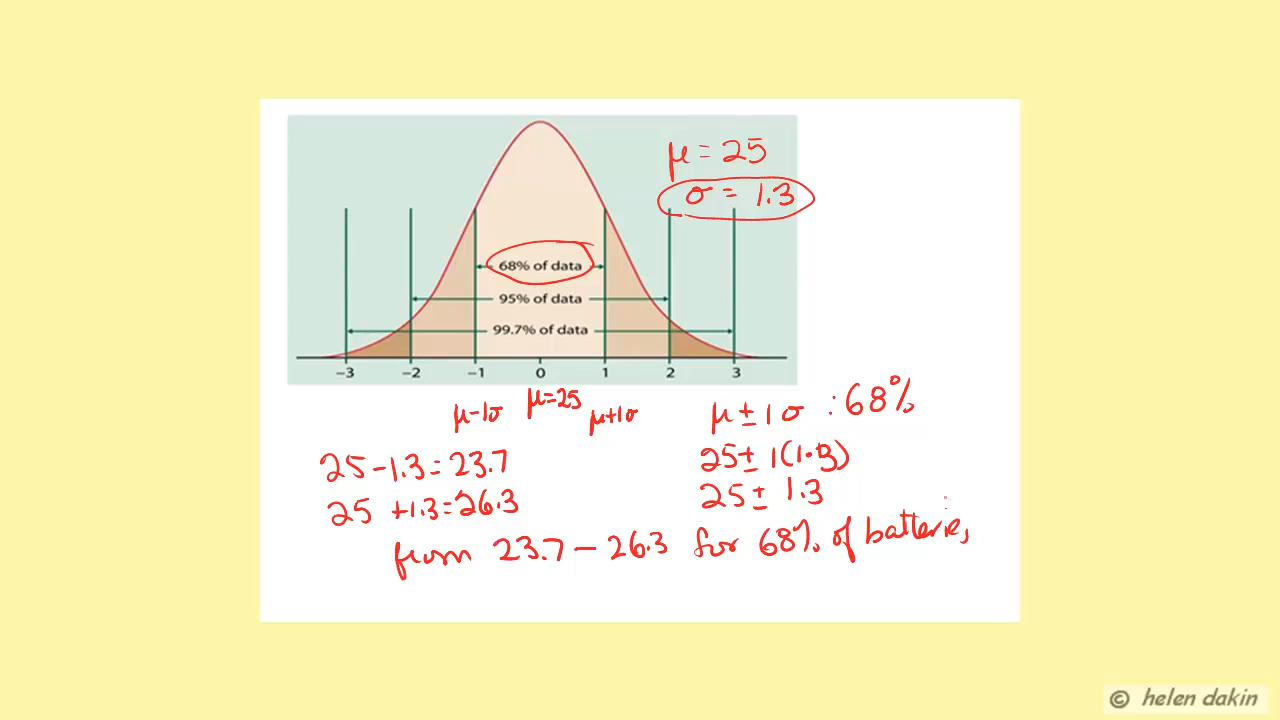 μ = 25
σ = 1.3
68% of data
95% of data
99.7% of data
−3 −2 −1 0 1 2 3
μ−1σ μ=25 μ+1σ
μ ± 1 σ : 68%
25 − 1.3 = 23.7
25 ± 1(1.3)
25 + 1.3 = 26.3
25 ± 1.3
from 23.7 − 26.3 for 68% of batteries
© helen dakin